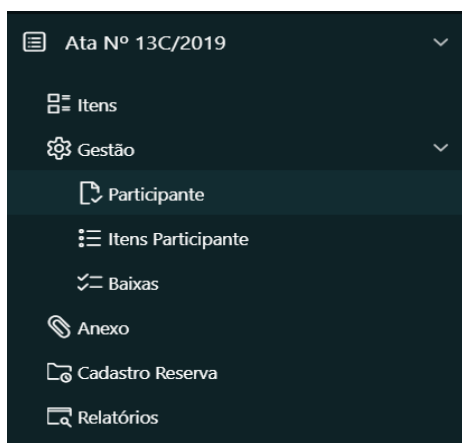 Ata Nº 13C/2019
Itens
Gestão
Participante
Itens Participante
Baixas
Anexo
Cadastro Reserva
Relatórios